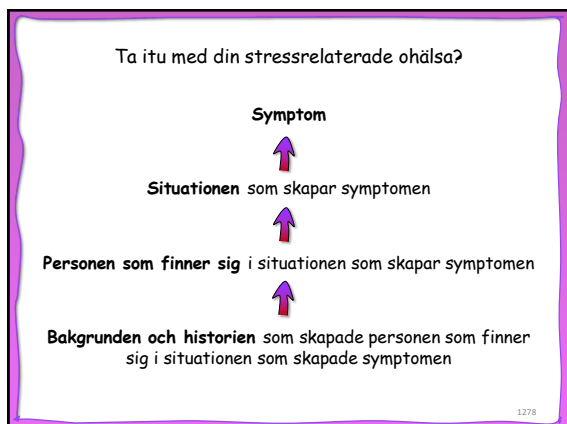 Ta itu med din stressrelaterade ohälsa?
Symptom
Situationen som skapar symptomen
Personen som finner sig i situationen som skapar symptomen
Bakgrunden och historien som skapade personen som finner
sig i situationen som skapade symptomen
1278